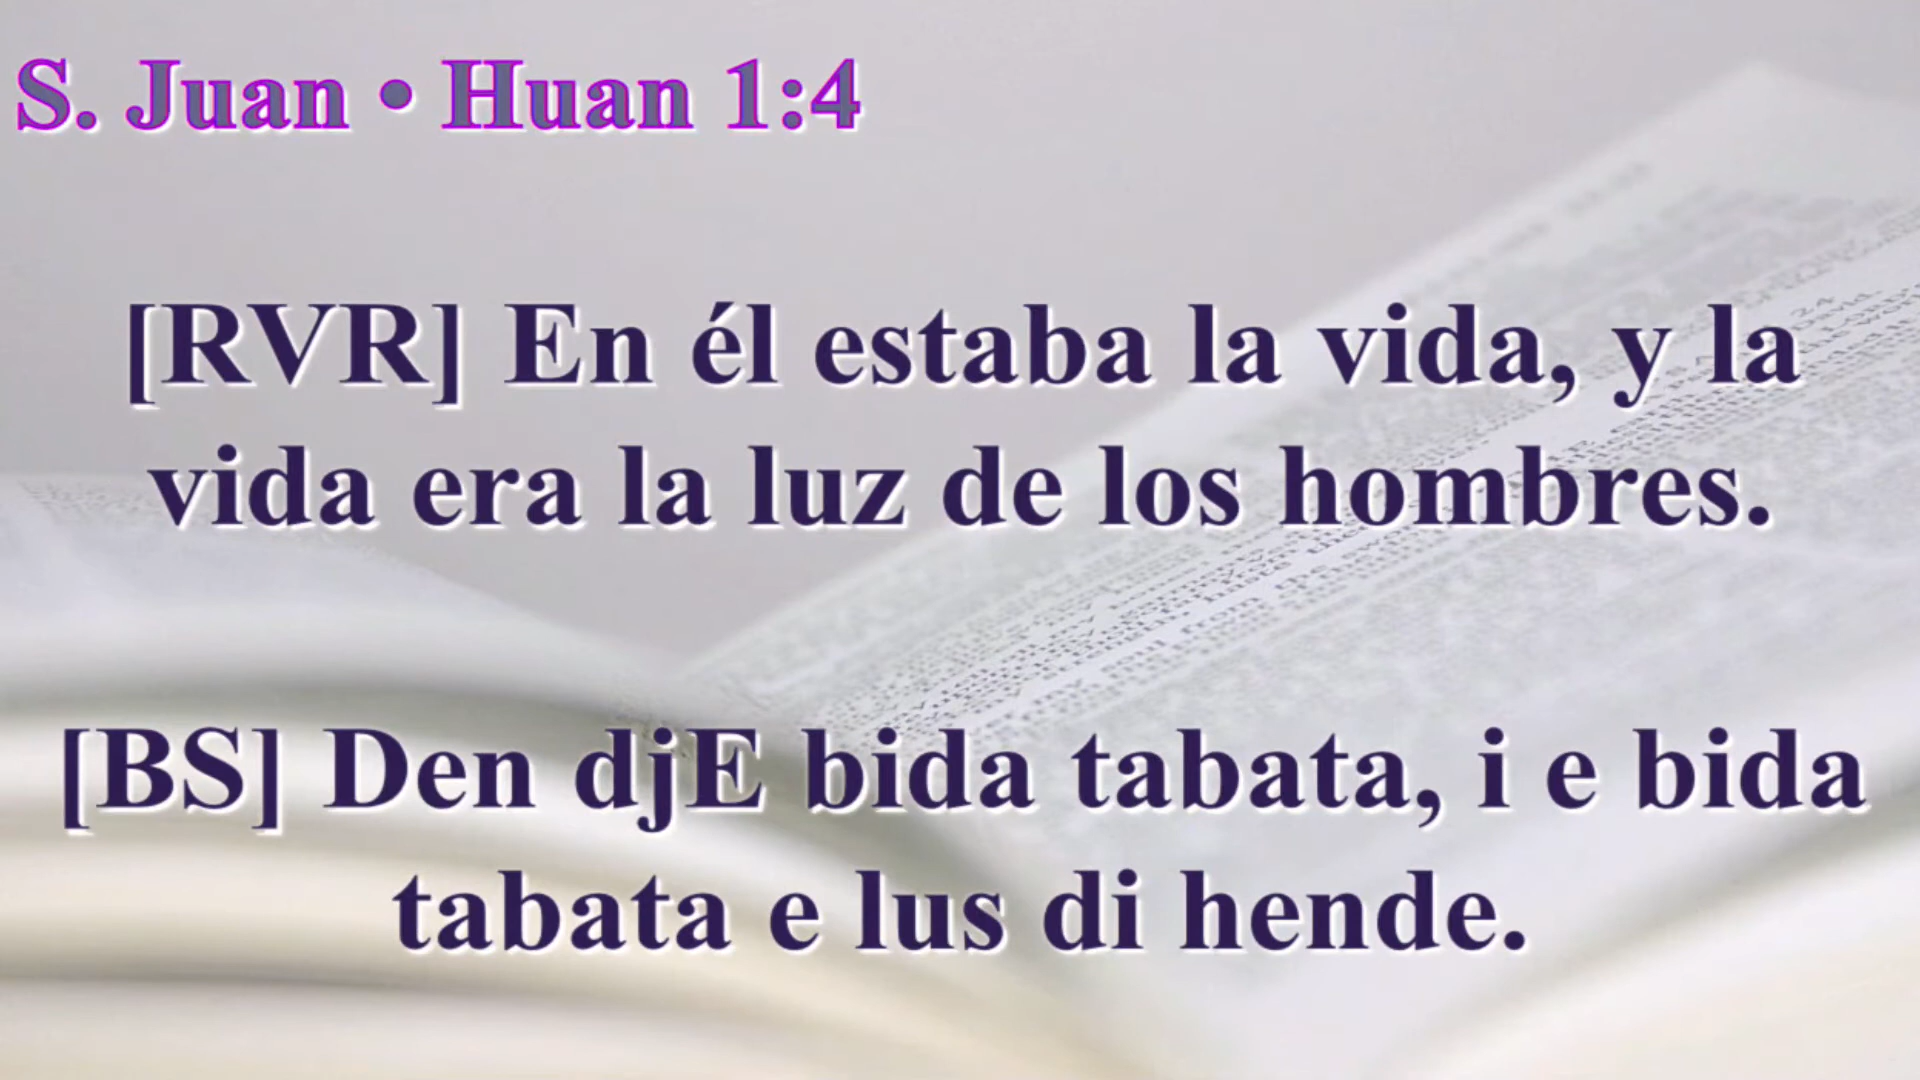 S. Juan • Huan 1:4
[RVR] En él estaba la vida, y la
vida era la luz de los hombres.
[BS] Den djE bida tabata, i e bida
tabata e lus di hende.